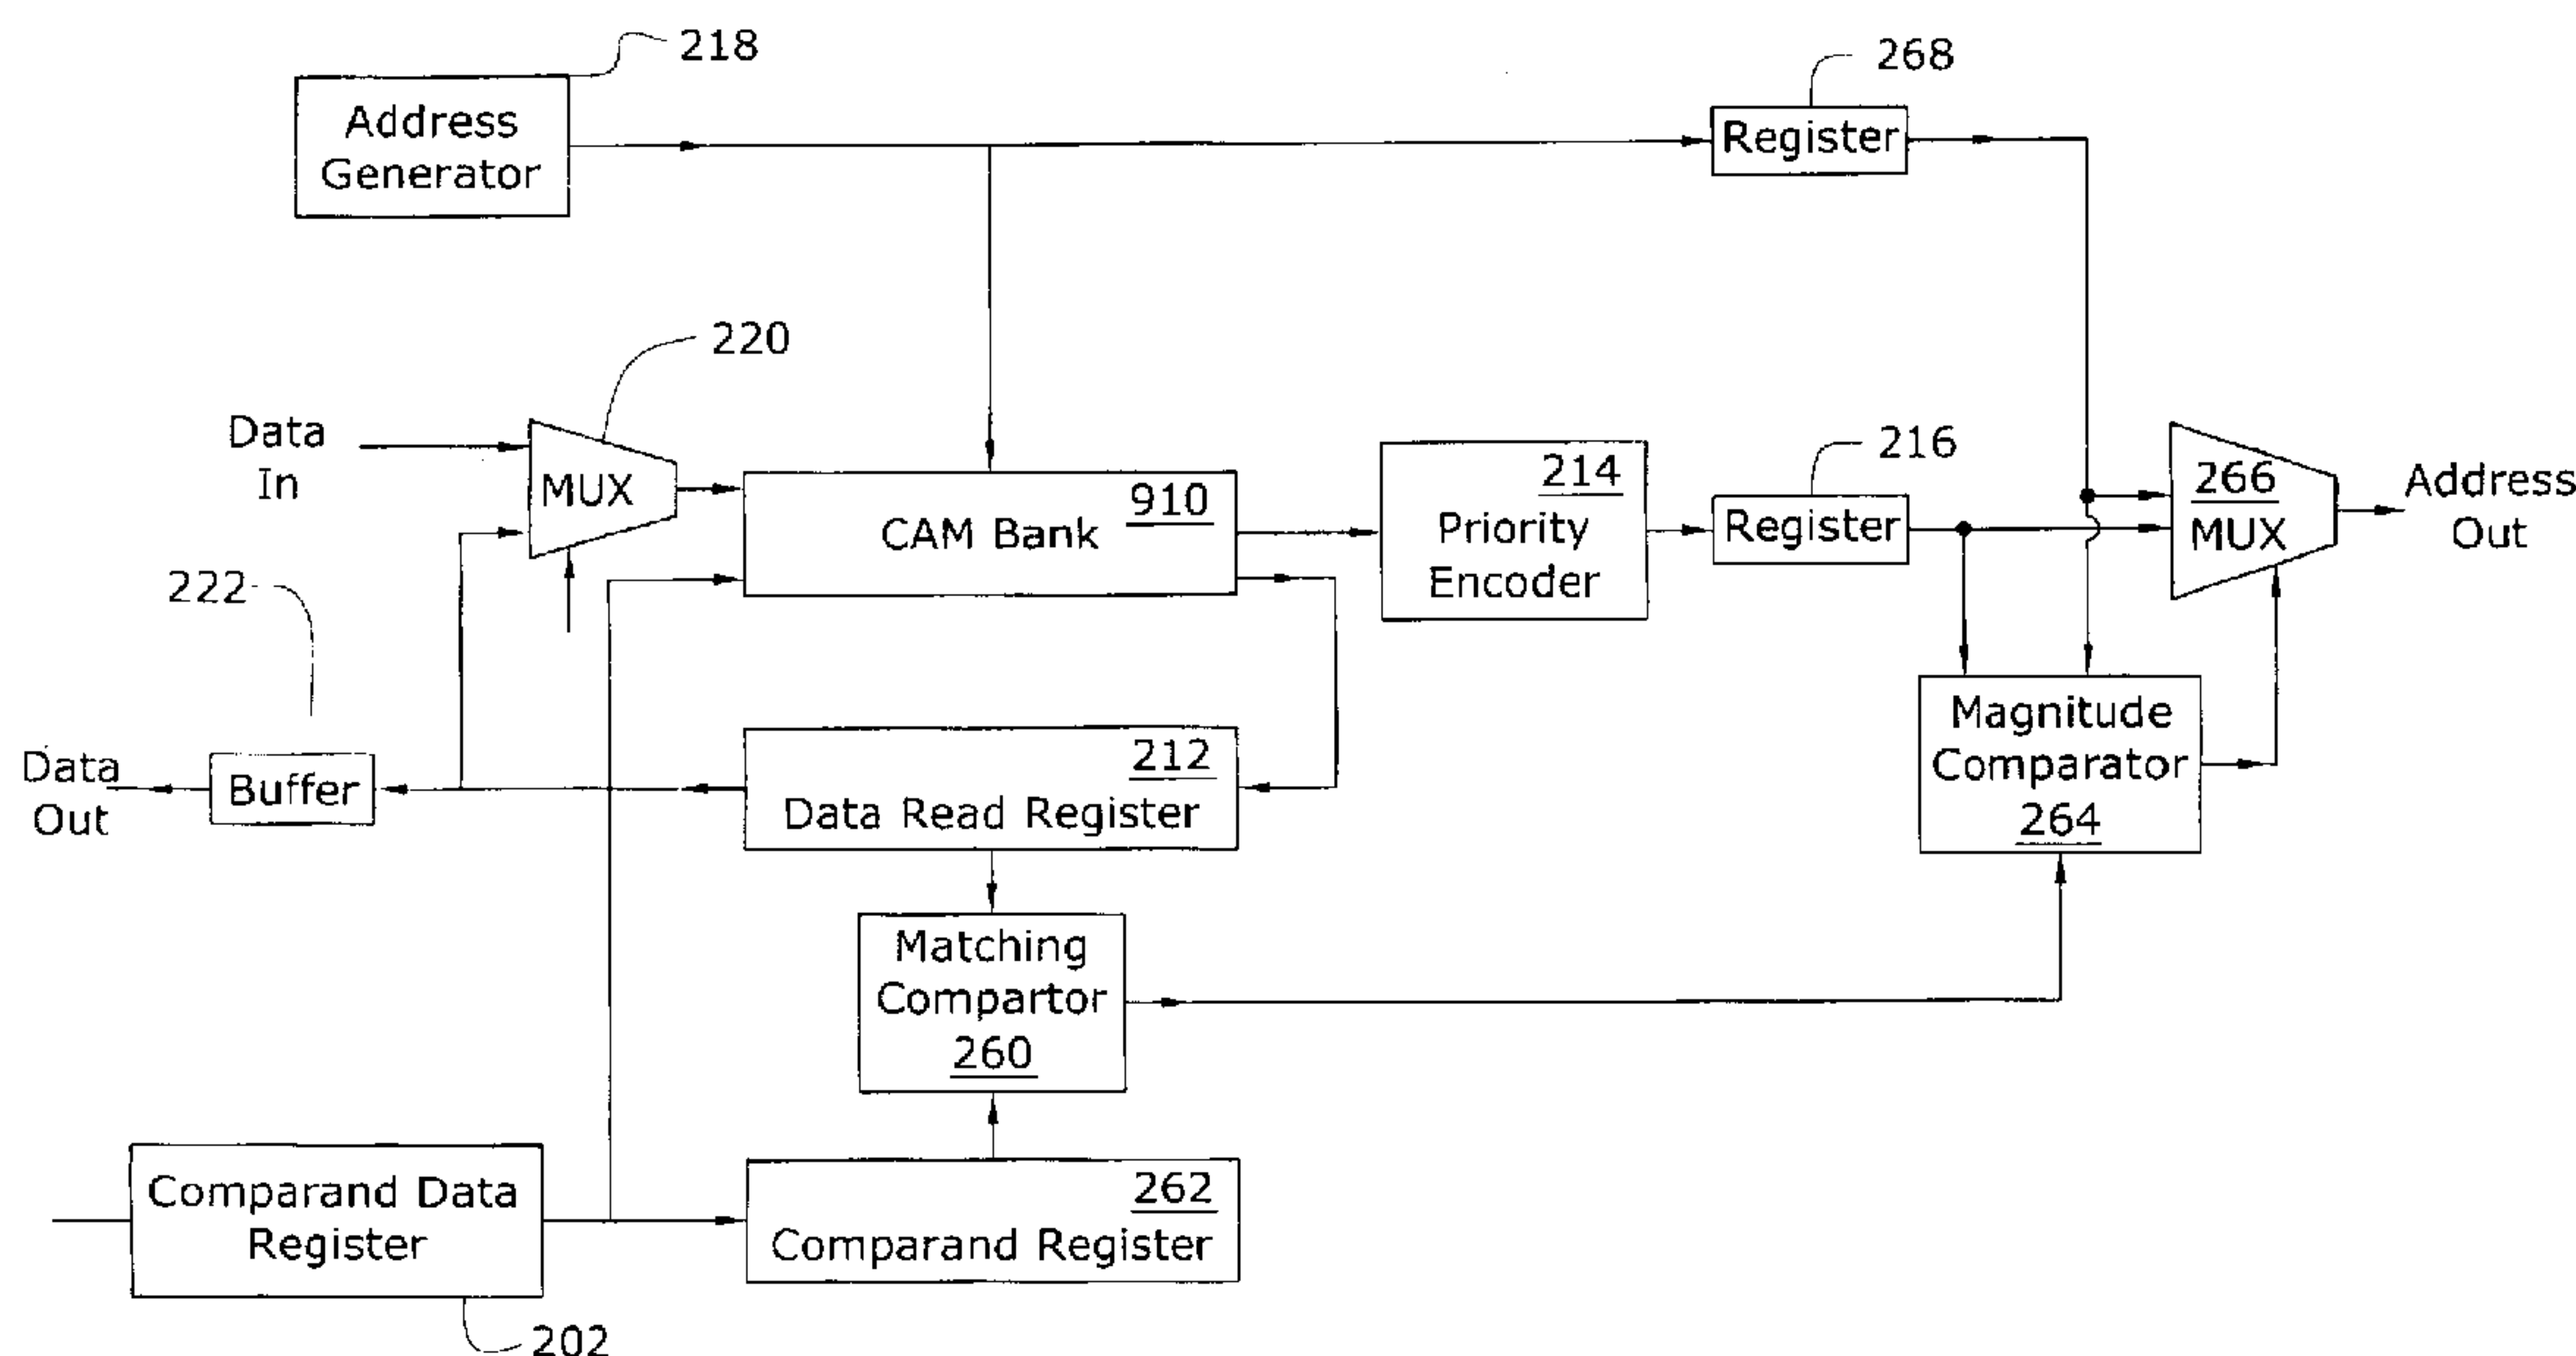 218
Address
Generator
268
Register
220
Data
In
MUX
910
CAM Bank
214
Priority
Encoder
216
Register
266
MUX
Address
Out
222
Data
Out
Buffer
212
Data Read Register
Magnitude
Comparator
264
Matching
Compartor
260
Comparand Data
Register
202
262
Comparand Register